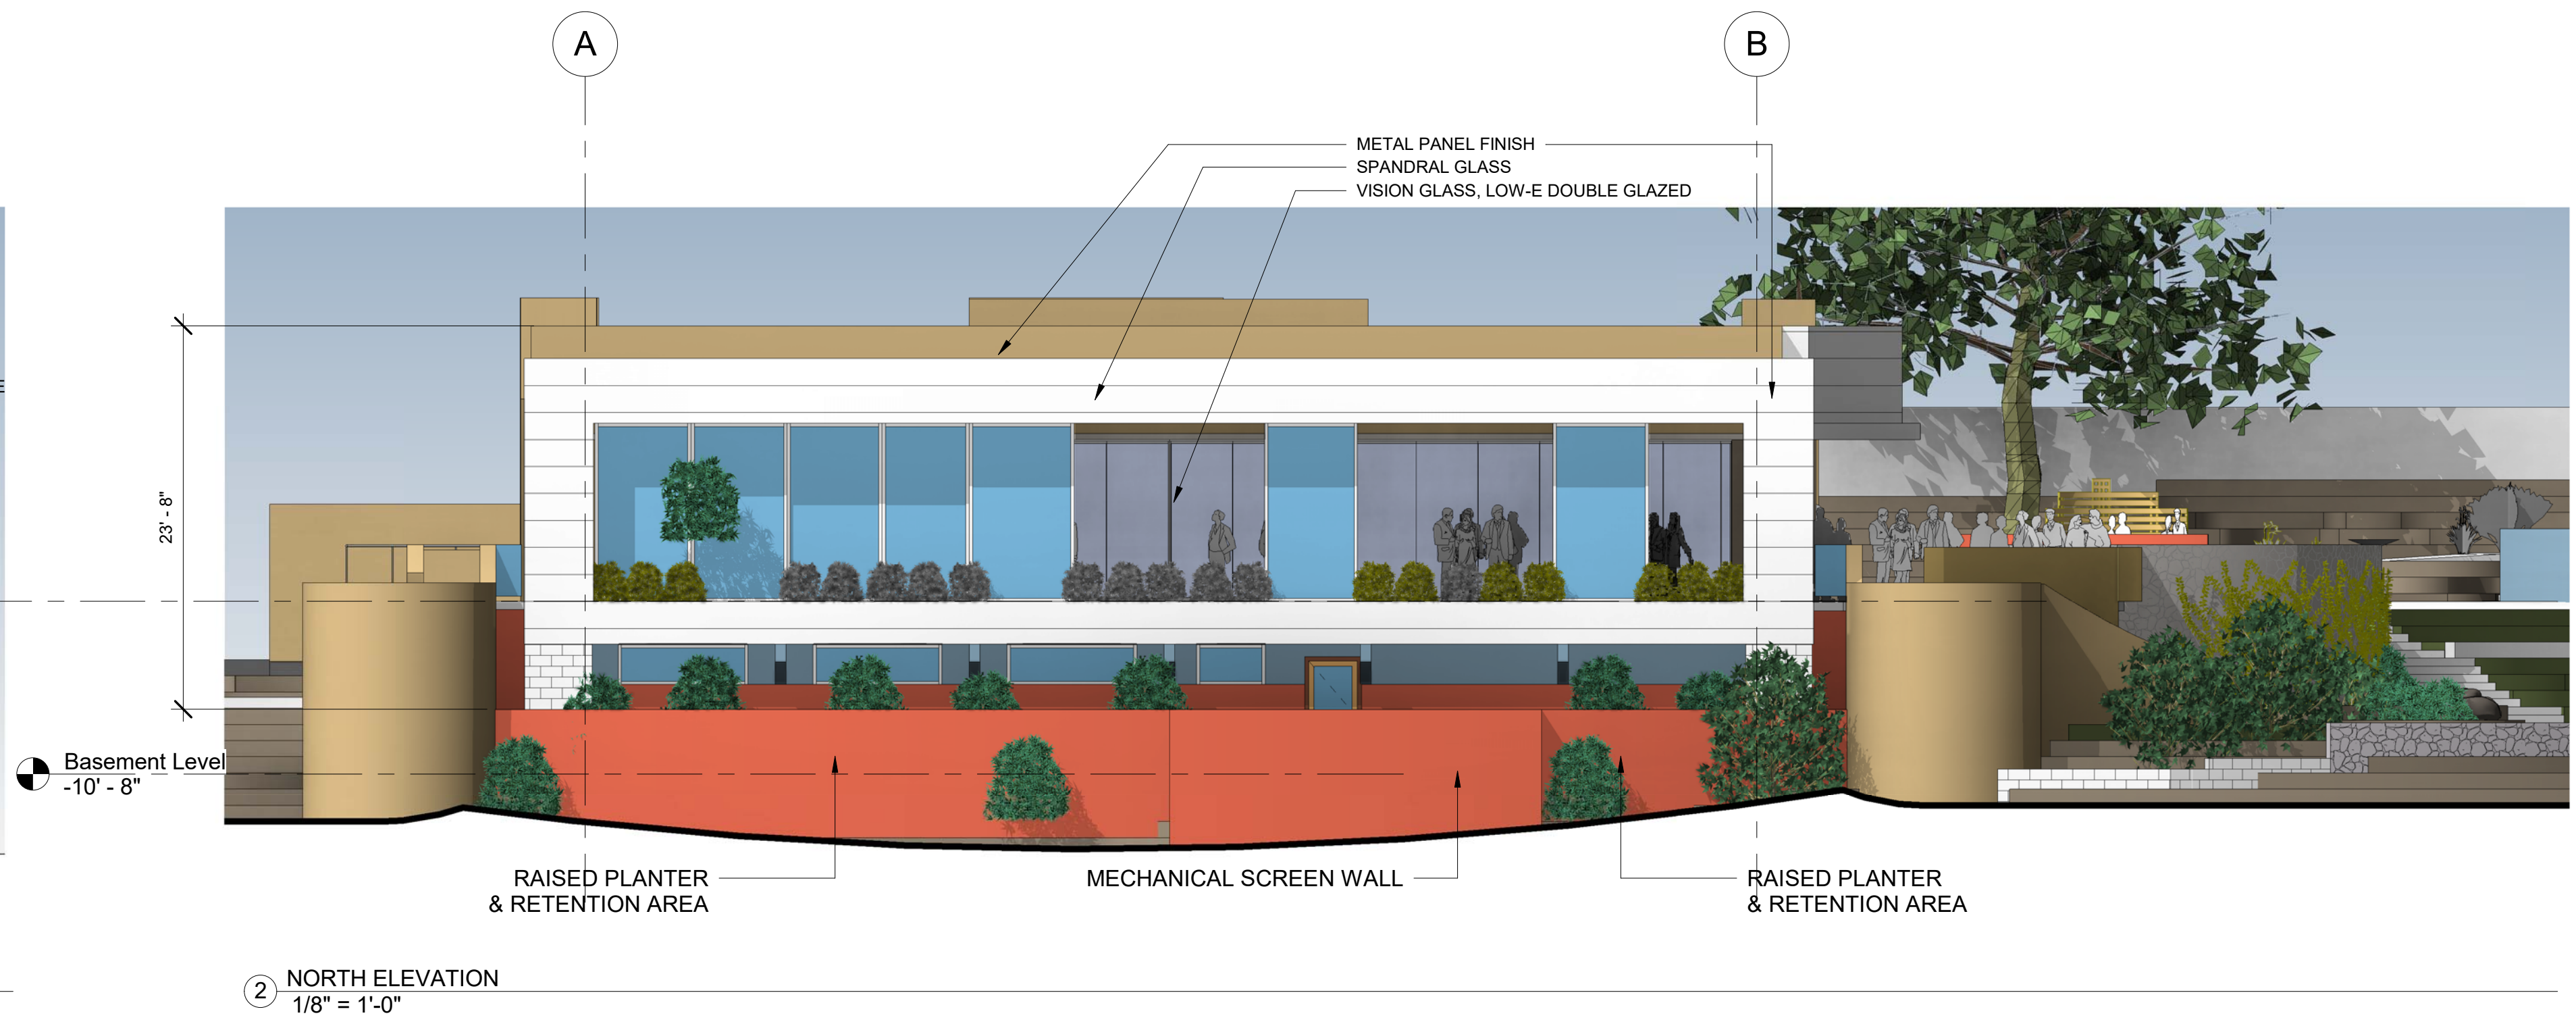 A
B
METAL PANEL FINISH
SPANDRAL GLASS
VISION GLASS, LOW-E DOUBLE GLAZED
E
23' - 8"
Basement Level
-10' - 8"
RAISED PLANTER
& RETENTION AREA
MECHANICAL SCREEN WALL
RAISED PLANTER
& RETENTION AREA
2
NORTH ELEVATION
1/8" = 1'-0"